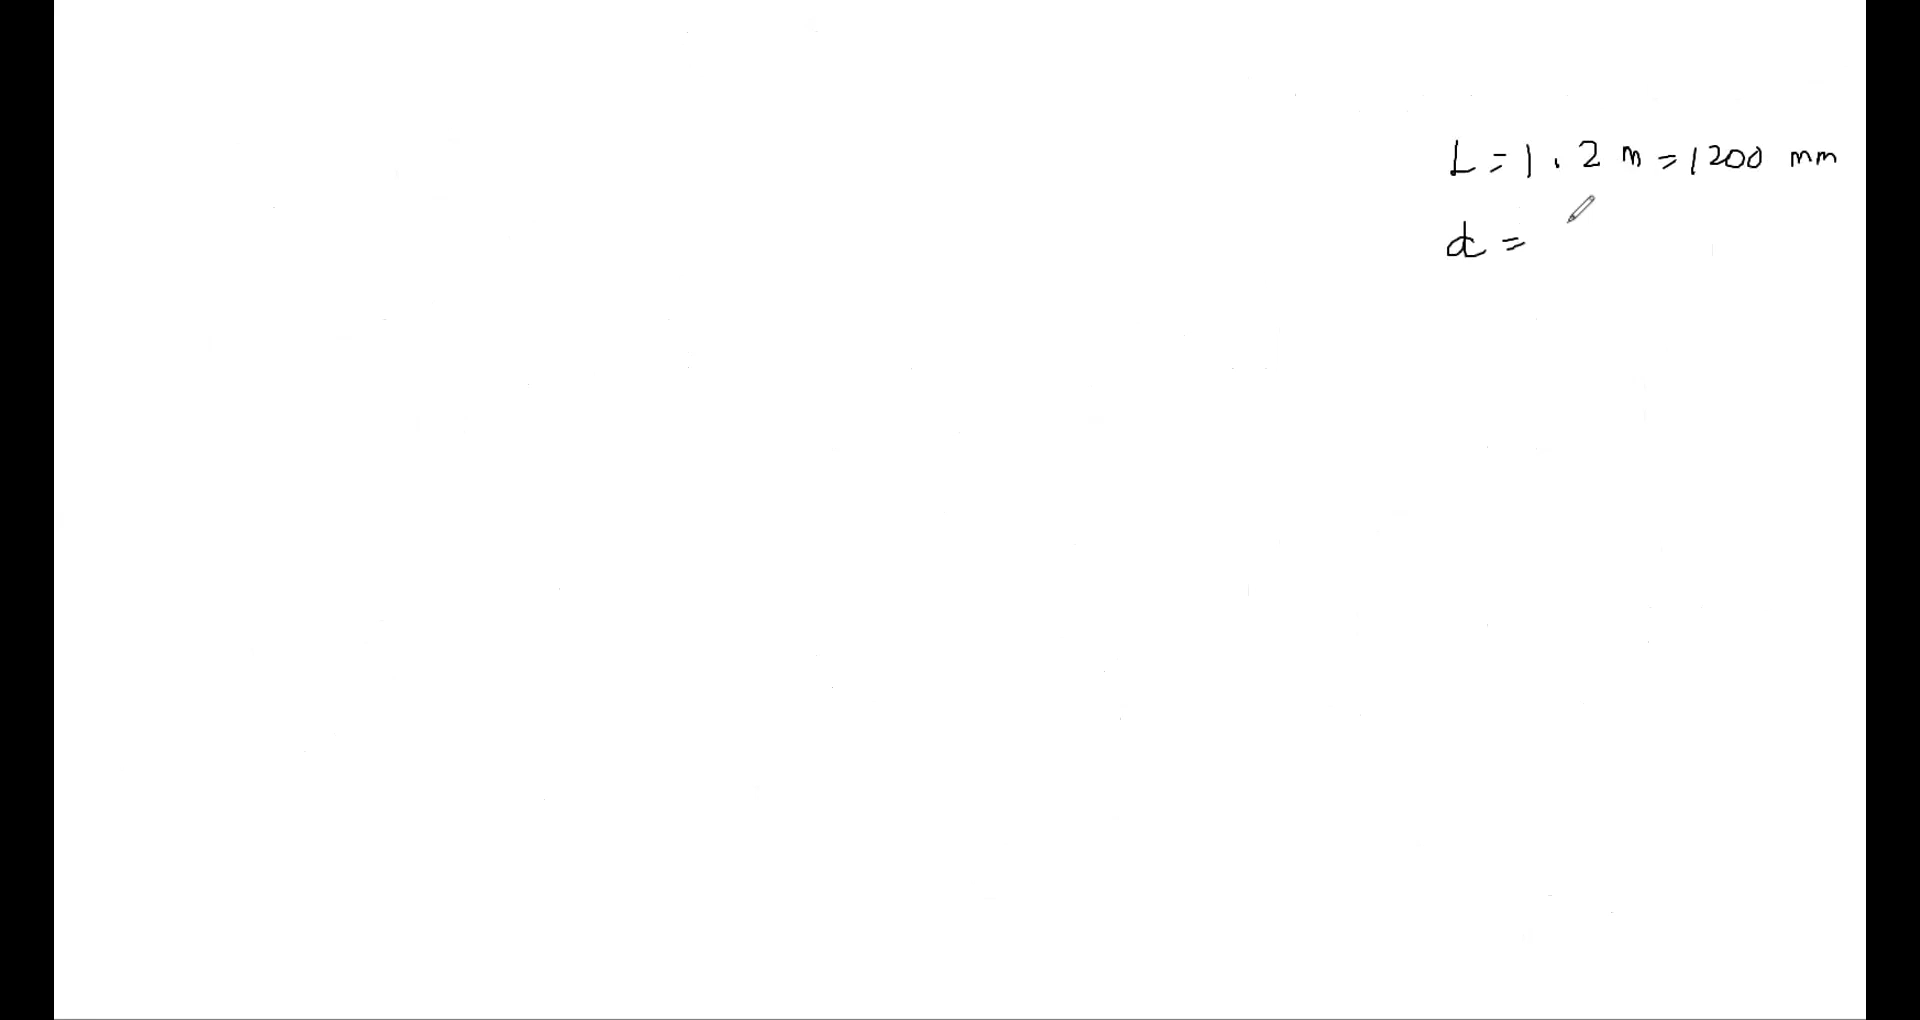 L = 1.2 m = 1200 mm
d =